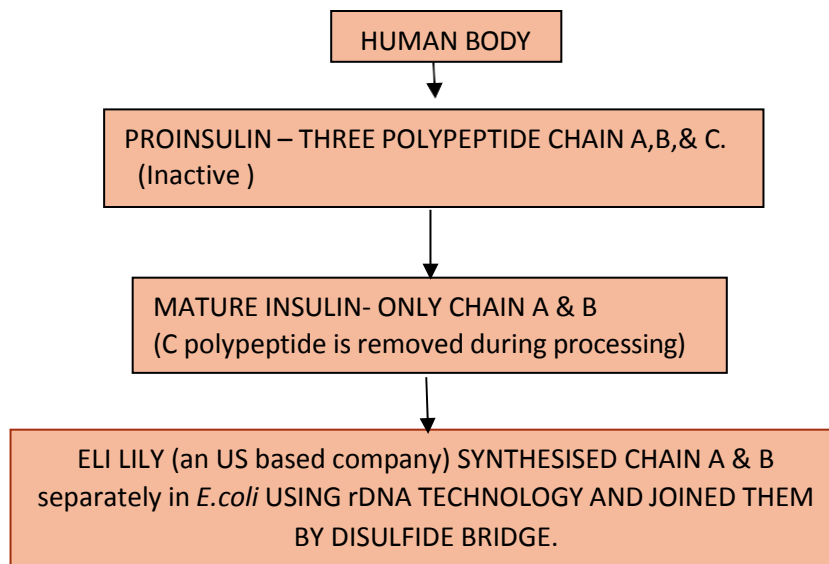 HUMAN BODY
PROINSULIN – THREE POLYPEPTIDE CHAIN A,B,& C.
(Inactive )
MATURE INSULIN- ONLY CHAIN A & B
(C polypeptide is removed during processing)
ELI LILY (an US based company) SYNTHESISED CHAIN A & B
separately in E.coli USING rDNA TECHNOLOGY AND JOINED THEM
BY DISULFIDE BRIDGE.